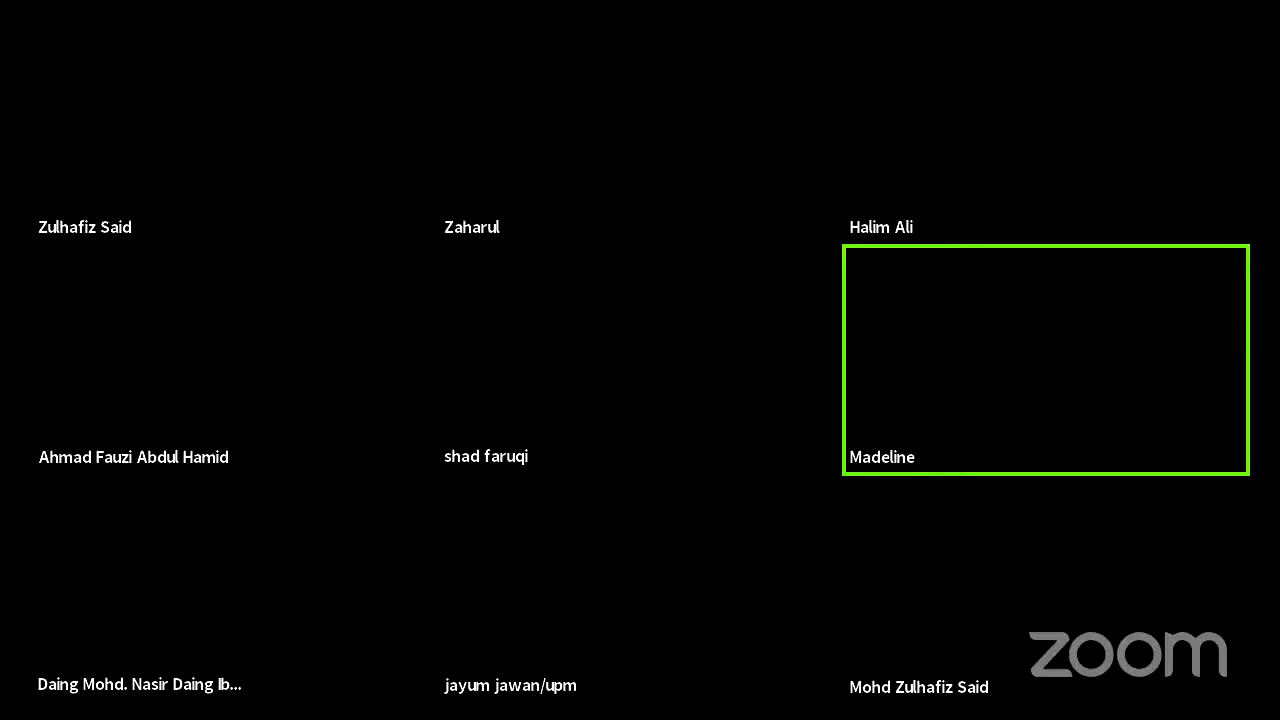 Zulhafiz Said
Zaharul
Halim Ali
Ahmad Fauzi Abdul Hamid
shad faruqi
Madeline
Daing Mohd. Nasir Daing Ib...
jayum jawan/upm
Mohd Zulhafiz Said
zoom